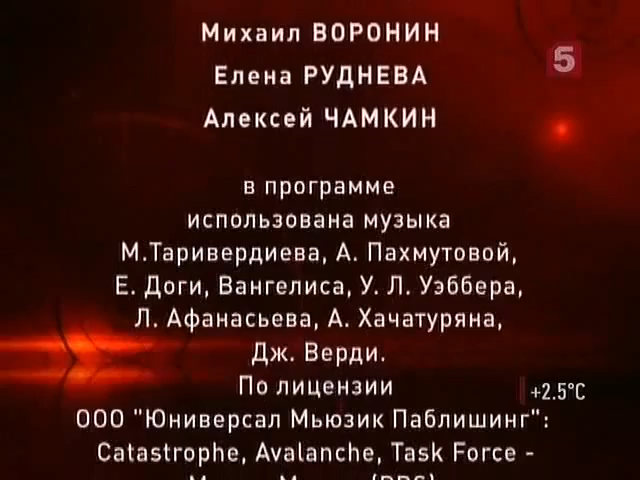 Михаил ВОРОНИН
Елена РУДНЕВА
5
Алексей ЧАМКИН
в программе
использована музыка
М.Таривердиева, А. Пахмутовой,
Е. Доги, Вангелиса, У. Л. Уэббера,
Л. Афанасьева, А. Хачатуряна,
Дж. Верди.
По лицензии
+2.5°C
ООО "Юниверсал Мьюзик Паблишинг":
Catastrophe, Avalanche, Task Force -